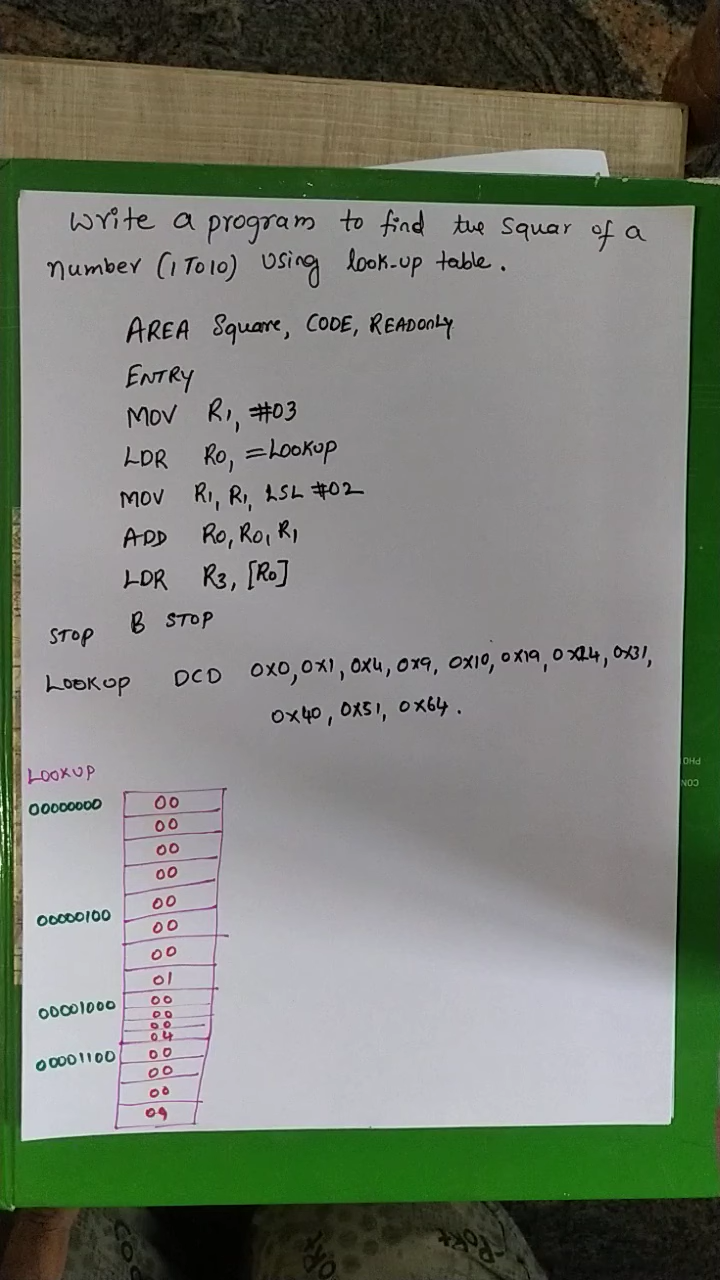 Write a program to find the Squar of a
number (1 To 10) using look-up table.
AREA Square, CODE, READonly
ENTRY
MOV R1, #03
LDR R0, =Lookup
MOV R1, R1, LSL #02
ADD R0, R0, R1
LDR R3, [R0]
STOP B STOP
Lookup DCD 0x0, 0x1, 0x4, 0x9, 0x10, 0x19, 0x24, 0x31,
0x40, 0x51, 0x64.
LOOKUP
00000000 00
00
00
00
00000100 00
00
00
01
00001000 00
00
00
04
00001100 00
00
00
09